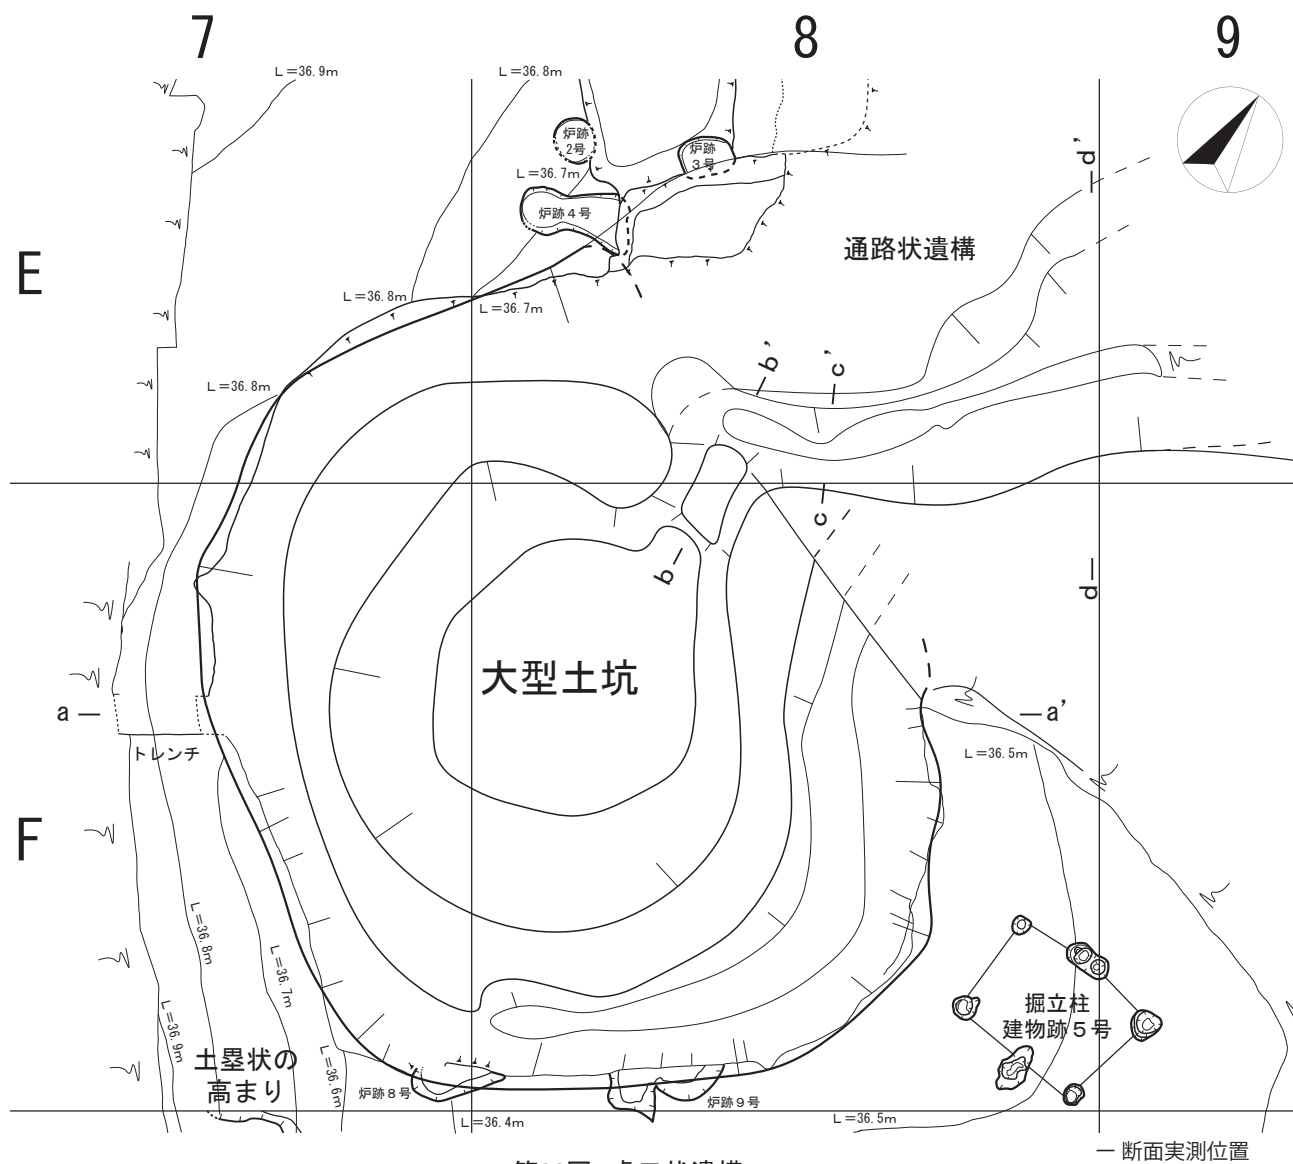 7
8
9
L=36.9m
L=36.8m
炉跡
2号
炉跡
3号
d'
L=36.7m
炉跡4号
通路状遺構
E
L=36.8m
L=36.7m
b'
c'
L=36.8m
c
b
d
大型土坑
a
a'
トレンチ
L=36.5m
F
L=36.8m
L=36.7m
掘立柱
建物跡5号
L=36.9m
土塁状の
高まり
L=36.6m
炉跡8号
炉跡9号
L=36.4m
L=36.5m
断面実測位置